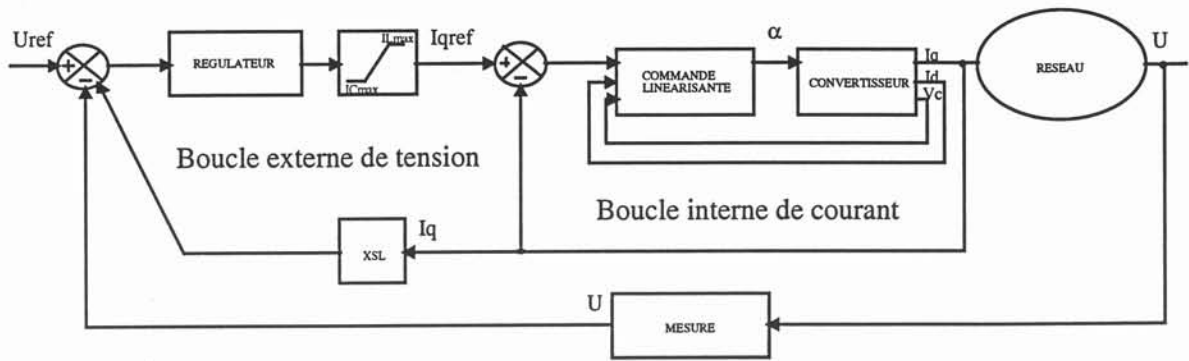 Uref
+
-
REGULATEUR
ILmax
ICmax
Iqref
+
-
COMMANDE
LINEARISANTE
α
CONVERTISSEUR
Iq
Id
Vc
RESEAU
U
Boucle externe de tension
Boucle interne de courant
XSL
Iq
U
MESURE